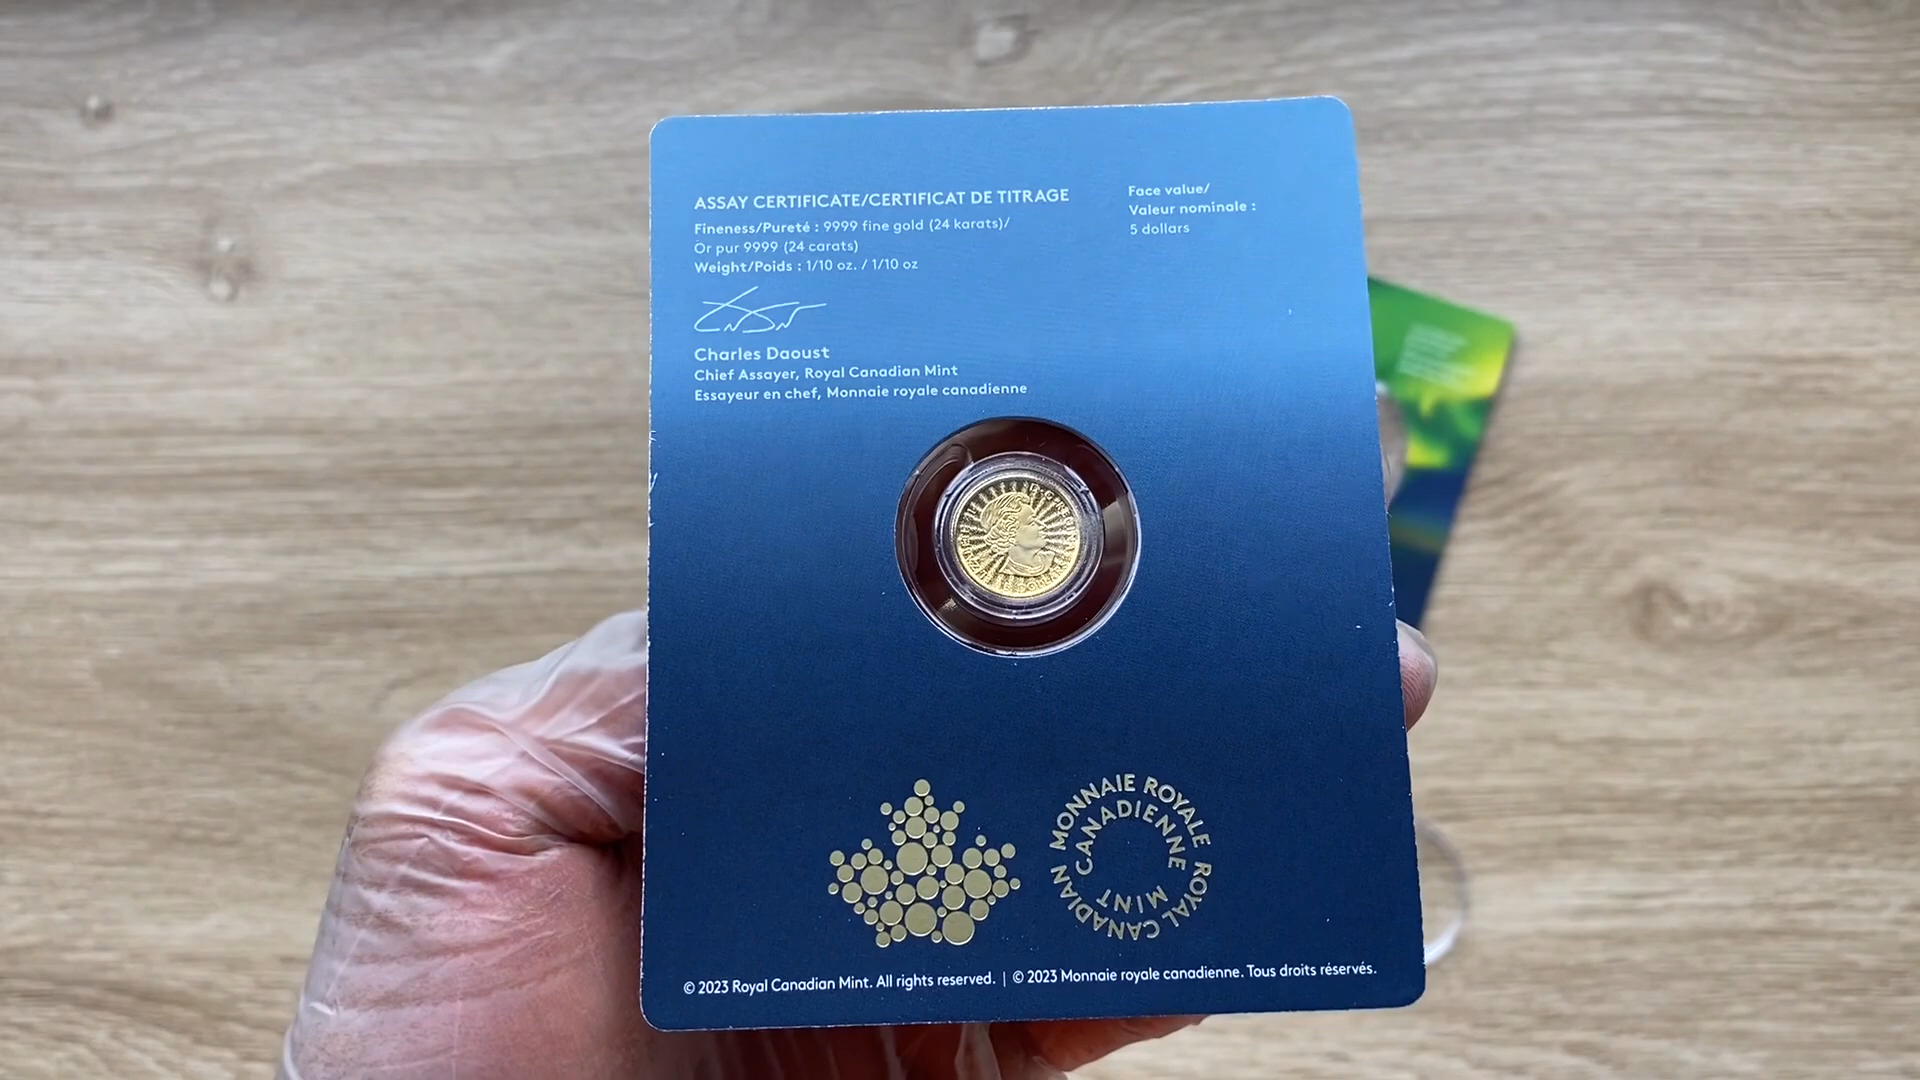 ASSAY CERTIFICATE/CERTIFICAT DE TITRAGE
Fineness/Pureté : 9999 fine gold (24 karats)/
Or pur 9999 (24 carats)
Weight/Poids : 1/10 oz. / 1/10 oz
Charles Daoust
Chief Assayer, Royal Canadian Mint
Essayeur en chef, Monnaie royale canadienne
Face value/
Valeur nominale :
5 dollars
MONNAIE ROYALE CANADIENNE
ROYAL CANADIAN MINT
© 2023 Royal Canadian Mint. All rights reserved. | © 2023 Monnaie royale canadienne. Tous droits réservés.